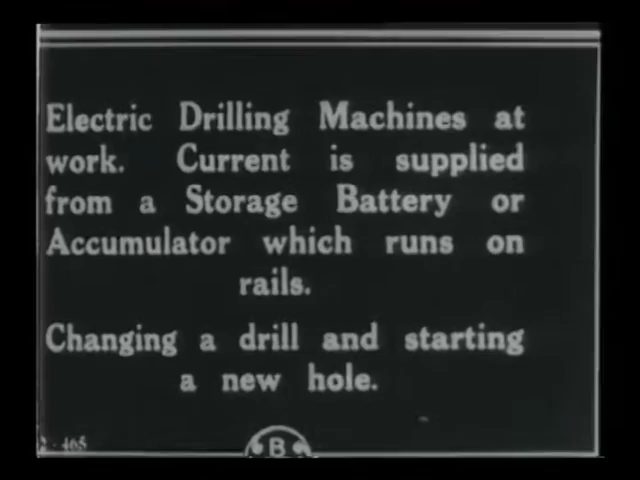 Electric Drilling Machines at
work. Current is supplied
from a Storage Battery or
Accumulator which runs on
rails.
Changing a drill and starting
a new hole.
2 · 465
B